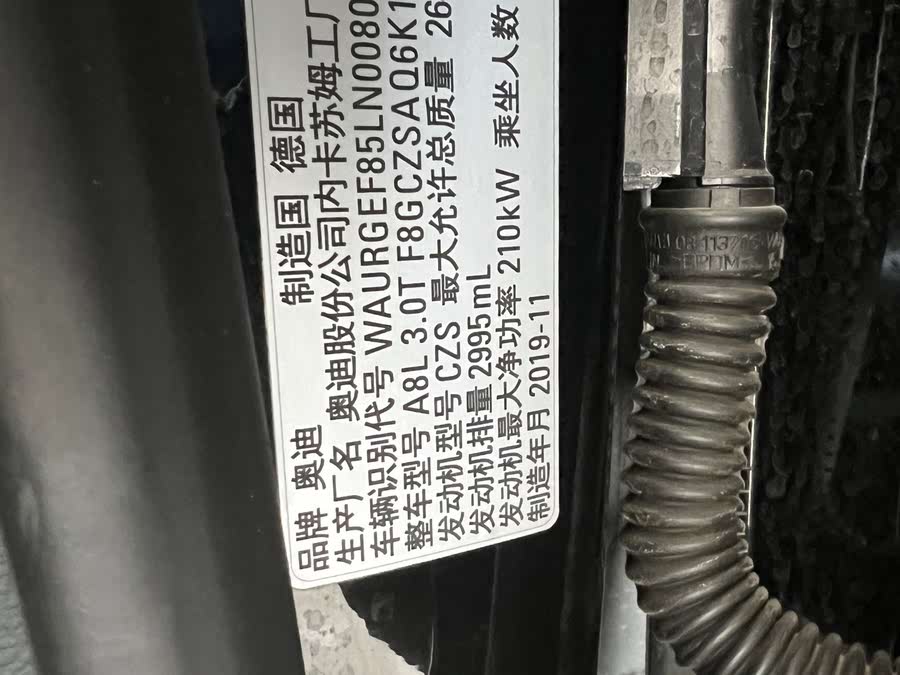 品牌 奥迪 制造国 德国
生产厂名 奥迪股份公司内卡苏姆工厂
车辆识别代号 WAURGEF85LN0080
整车型号 A8L 3.0T F8GCZSAQ6K1
发动机型号 CZS 最大允许总质量 26
发动机排量 2995mL
发动机最大净功率 210kW 乘坐人数
制造年月 2019-11